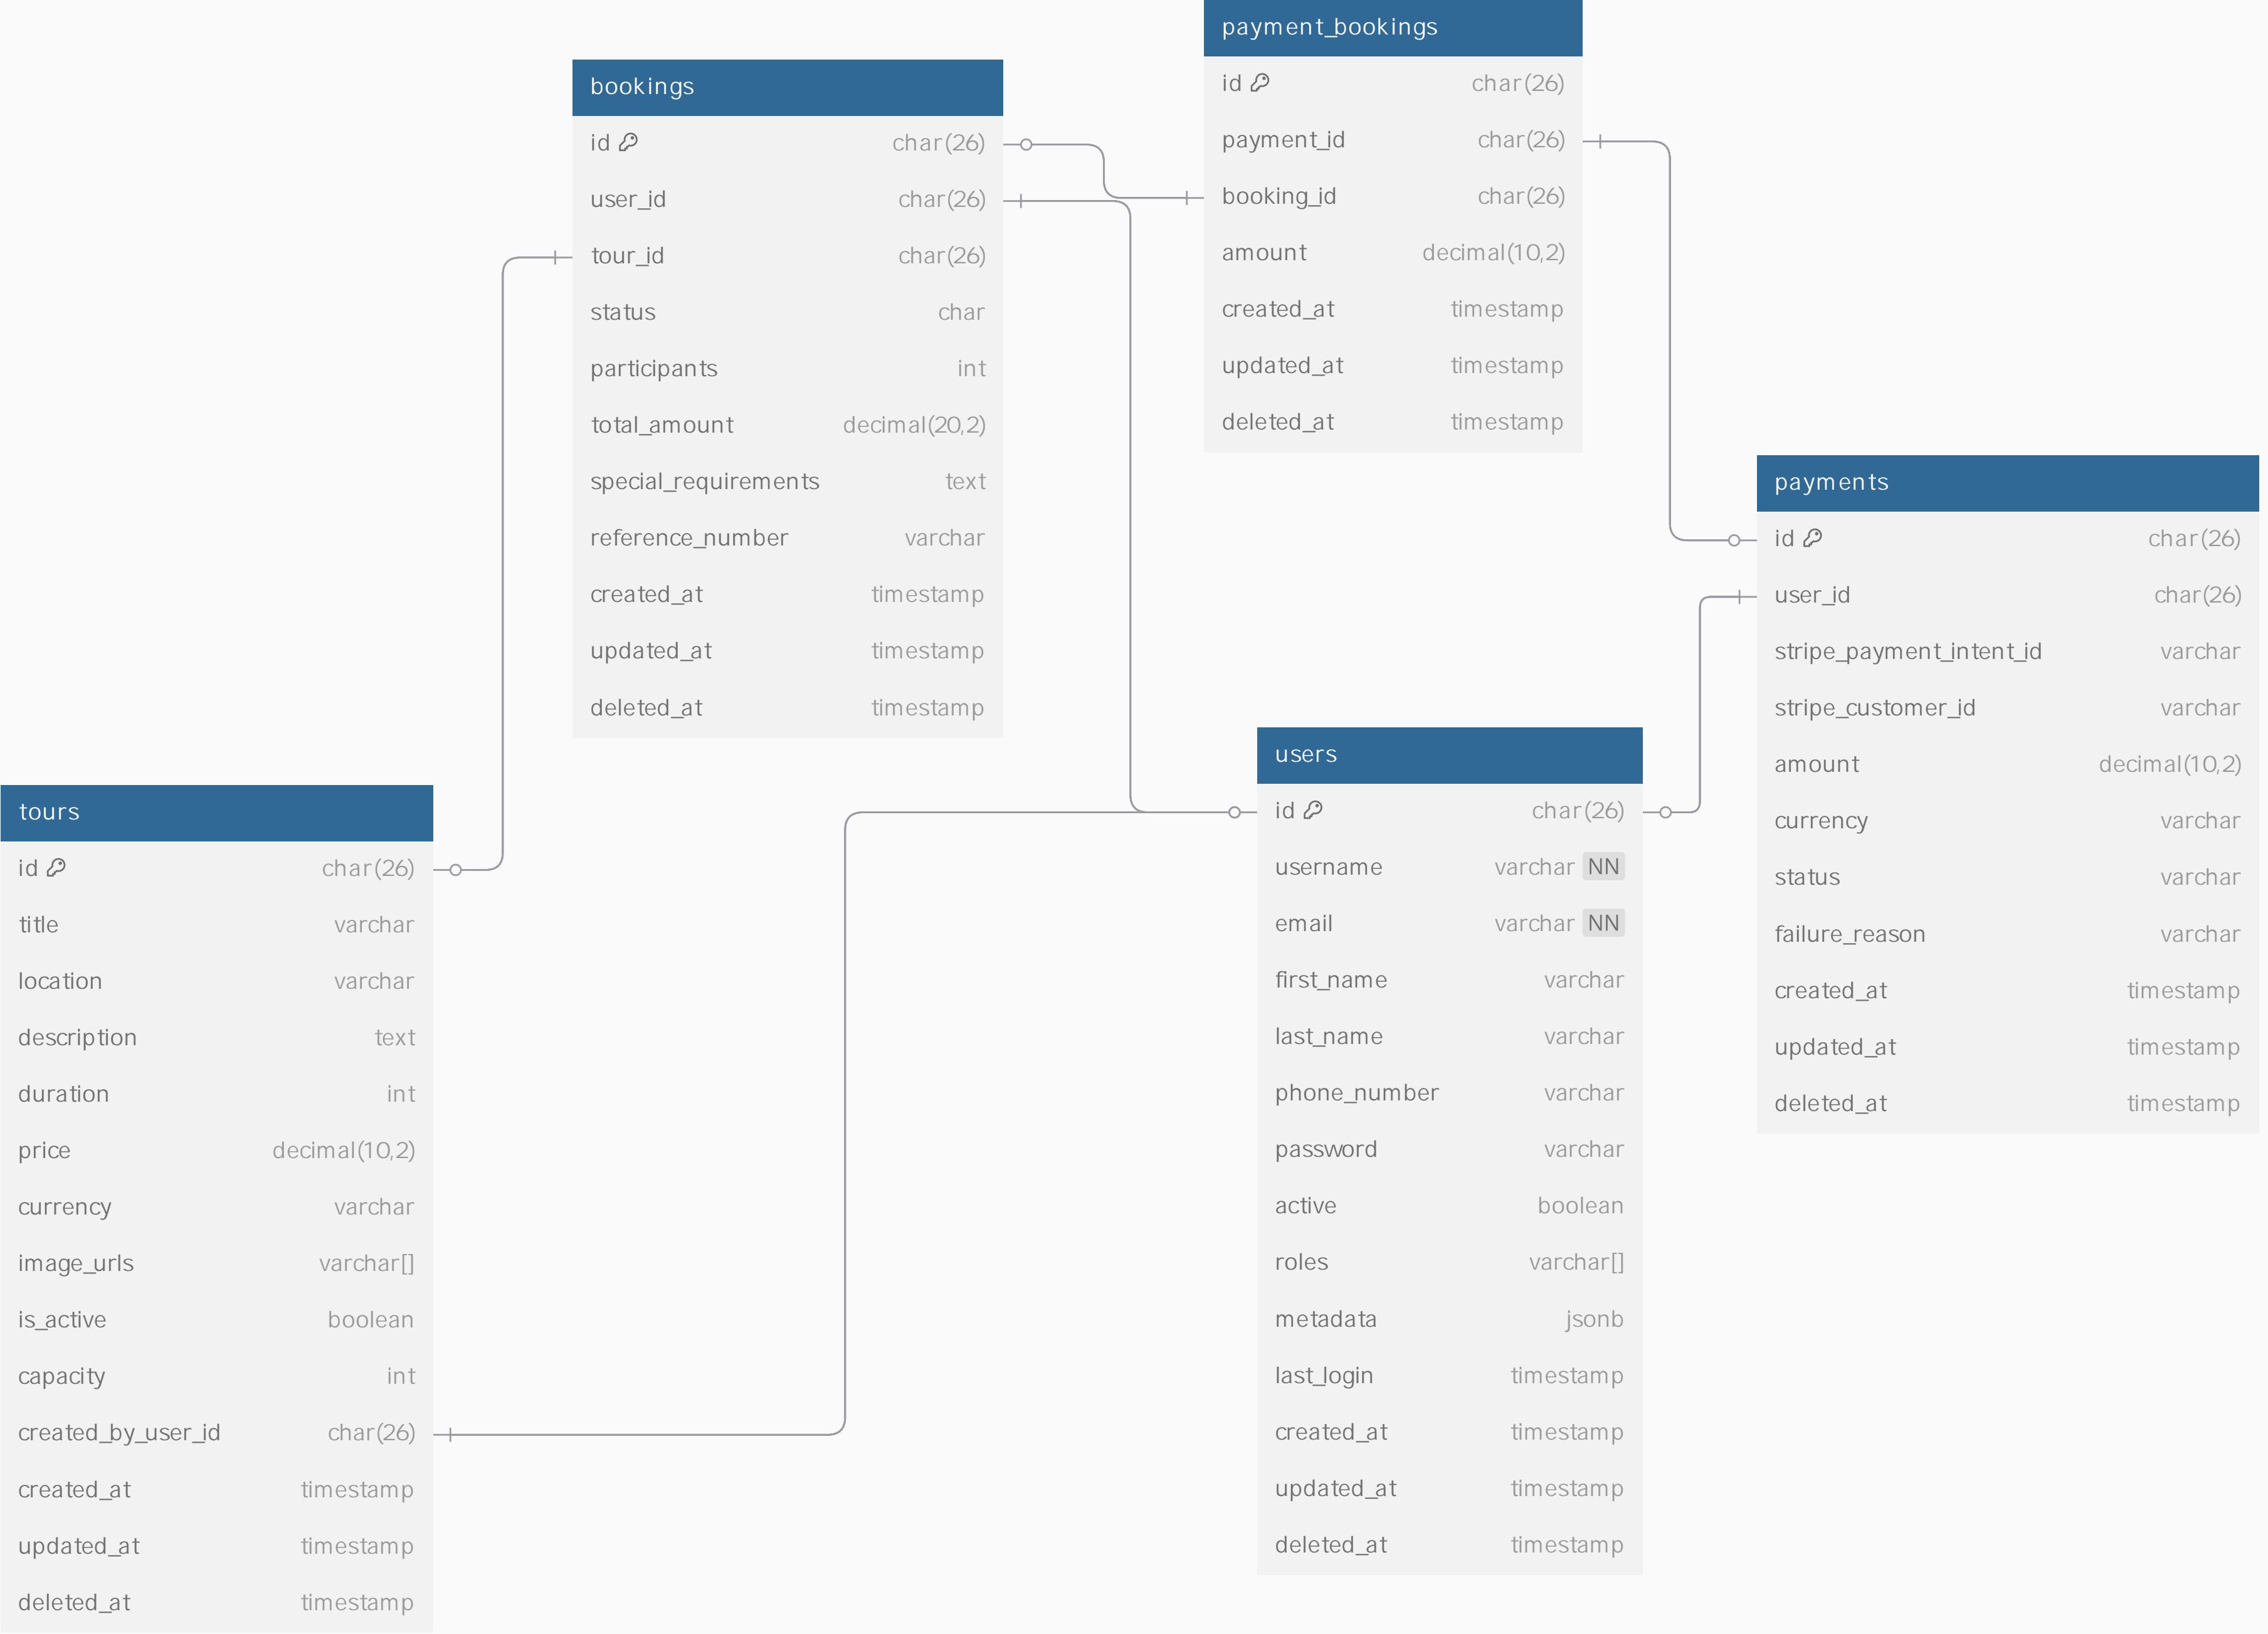 payment_bookings
id char(26)
payment_id char(26)
booking_id char(26)
amount decimal(10,2)
created_at timestamp
updated_at timestamp
deleted_at timestamp
bookings
id char(26)
user_id char(26)
tour_id char(26)
status char
participants int
total_amount decimal(20,2)
special_requirements text
reference_number varchar
created_at timestamp
updated_at timestamp
deleted_at timestamp
payments
id char(26)
user_id char(26)
stripe_payment_intent_id varchar
stripe_customer_id varchar
amount decimal(10,2)
currency varchar
status varchar
failure_reason varchar
created_at timestamp
updated_at timestamp
deleted_at timestamp
users
id char(26)
username varchar NN
email varchar NN
first_name varchar
last_name varchar
phone_number varchar
password varchar
active boolean
roles varchar[]
metadata jsonb
last_login timestamp
created_at timestamp
updated_at timestamp
deleted_at timestamp
tours
id char(26)
title varchar
location varchar
description text
duration int
price decimal(10,2)
currency varchar
image_urls varchar[]
is_active boolean
capacity int
created_by_user_id char(26)
created_at timestamp
updated_at timestamp
deleted_at timestamp